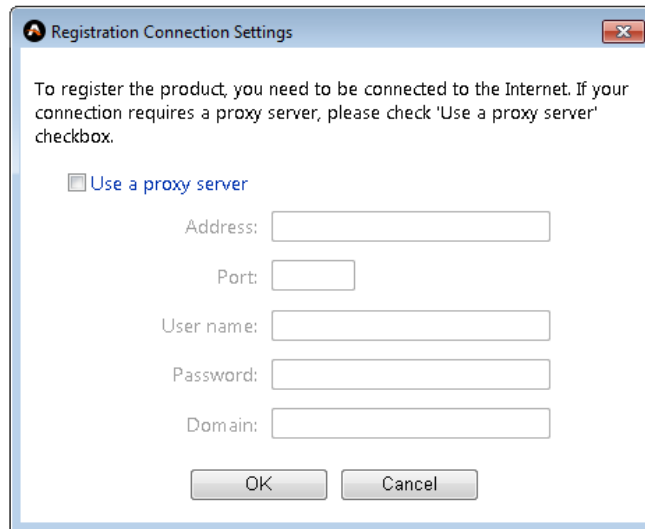 Registration Connection Settings
To register the product, you need to be connected to the Internet. If your
connection requires a proxy server, please check 'Use a proxy server'
checkbox.
Use a proxy server
Address:
Port:
User name:
Password:
Domain:
OK Cancel